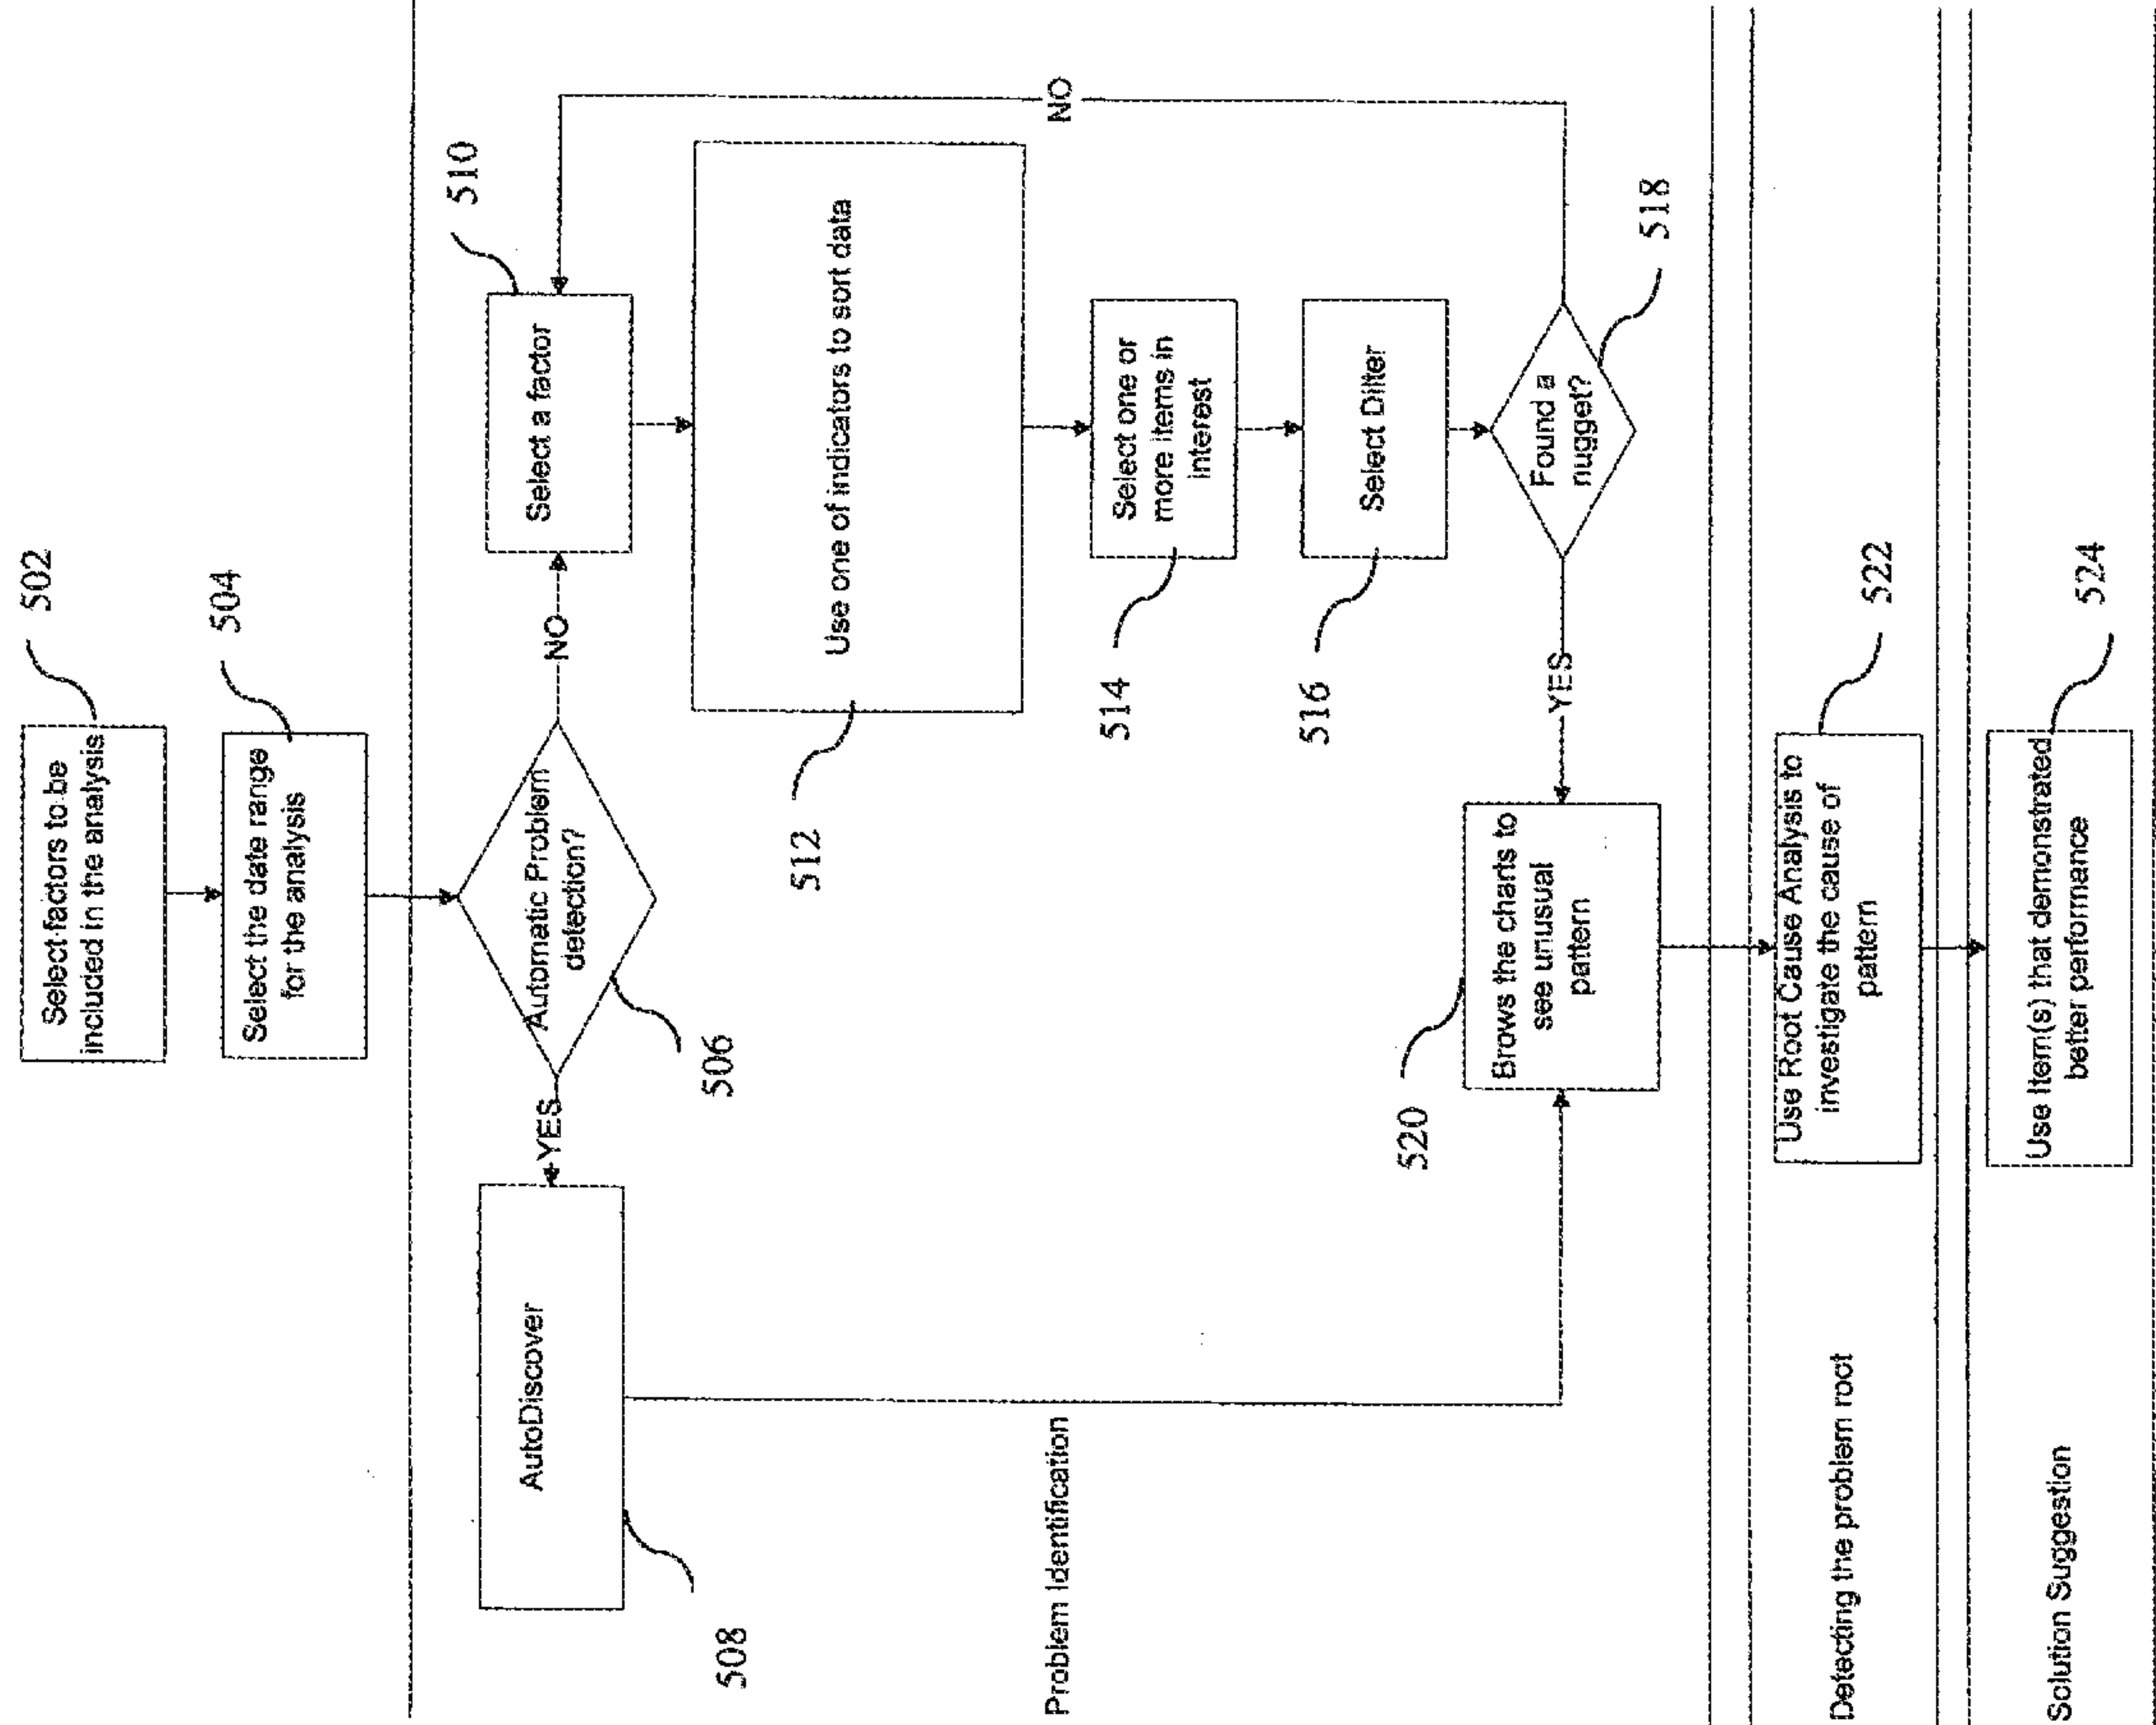 Select factors to be
included in the analysis
502
Select the date range
for the analysis
504
Automatic Problem
detection?
506
YES
NO
AutoDiscover
508
Select a factor
510
Use one of indicators to sort data
512
Select one or
more items in
interest
514
Select Dilter
516
Found a
nugget?
518
NO
YES
Brows the charts to
see unusual
pattern
520
Problem Identification
Use Root Cause Analysis to
investigate the cause of
pattern
522
Detecting the problem root
Use Item(s) that demonstrated
better performance
524
Solution Suggestion